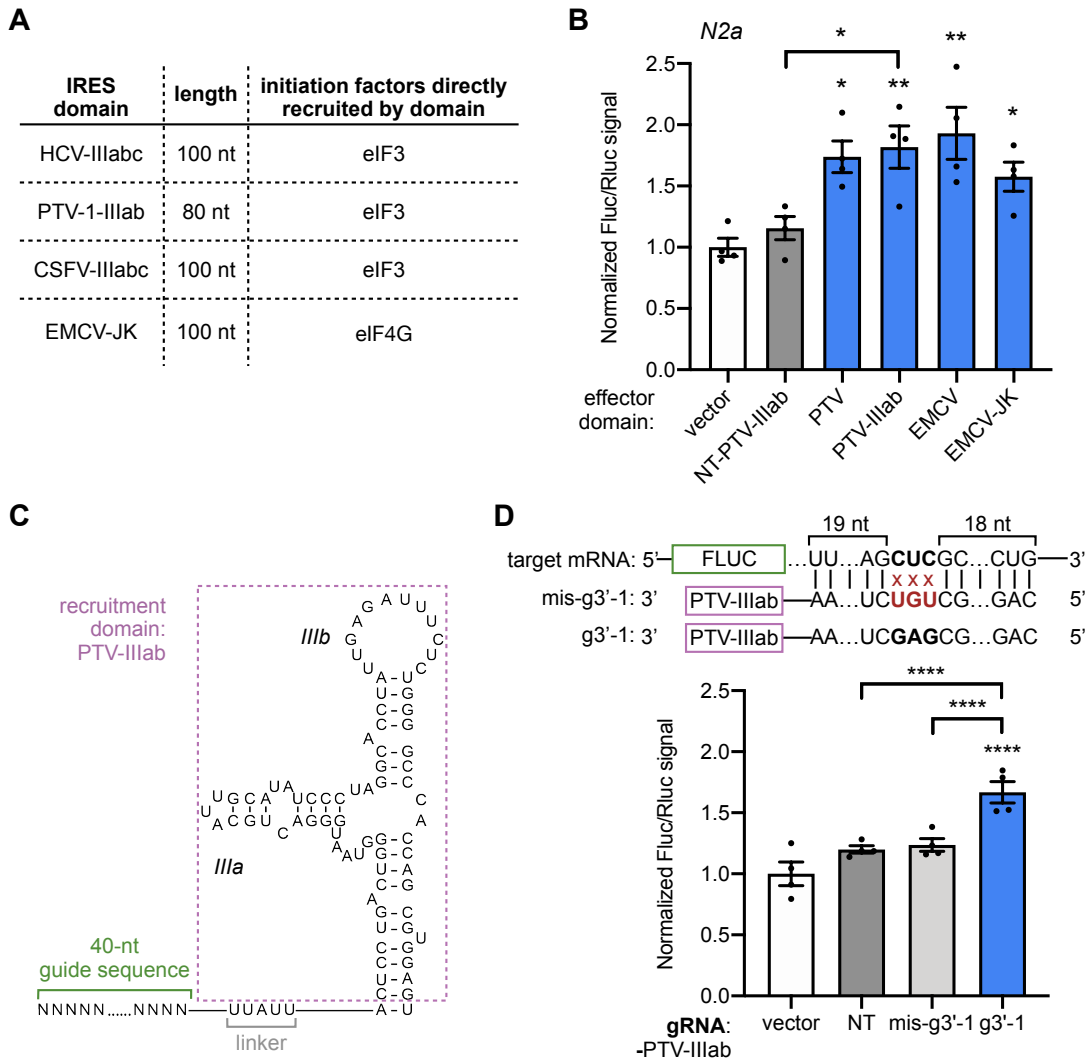 A
IRES domain length initiation factors directly recruited by domain
HCV-IIIabc 100 nt eIF3
PTV-1-IIIab 80 nt eIF3
CSFV-IIIabc 100 nt eIF3
EMCV-JK 100 nt eIF4G
B
N2a
*
* ** ** *
Normalized Fluc/Rluc signal
2.5
2.0
1.5
1.0
0.5
0.0
effector domain:
vector
NT-PTV-IIIab
PTV
PTV-IIIab
EMCV
EMCV-JK
C
recruitment
domain:
PTV-IIIab
IIIb
IIIa
40-nt
guide sequence
NNNNN......NNNN UUAUU
linker
D
19 nt 18 nt
target mRNA: 5' FLUC ...UU...AGCUCGC...CUG 3'
x x x
mis-g3'-1: 3' PTV-IIIab AA...UCUGUCG...GAC 5'
g3'-1: 3' PTV-IIIab AA...UCGAGCG...GAC 5'
****
****
****
Normalized Fluc/Rluc signal
2.5
2.0
1.5
1.0
0.5
0.0
gRNA: vector NT mis-g3'-1 g3'-1
-PTV-IIIab